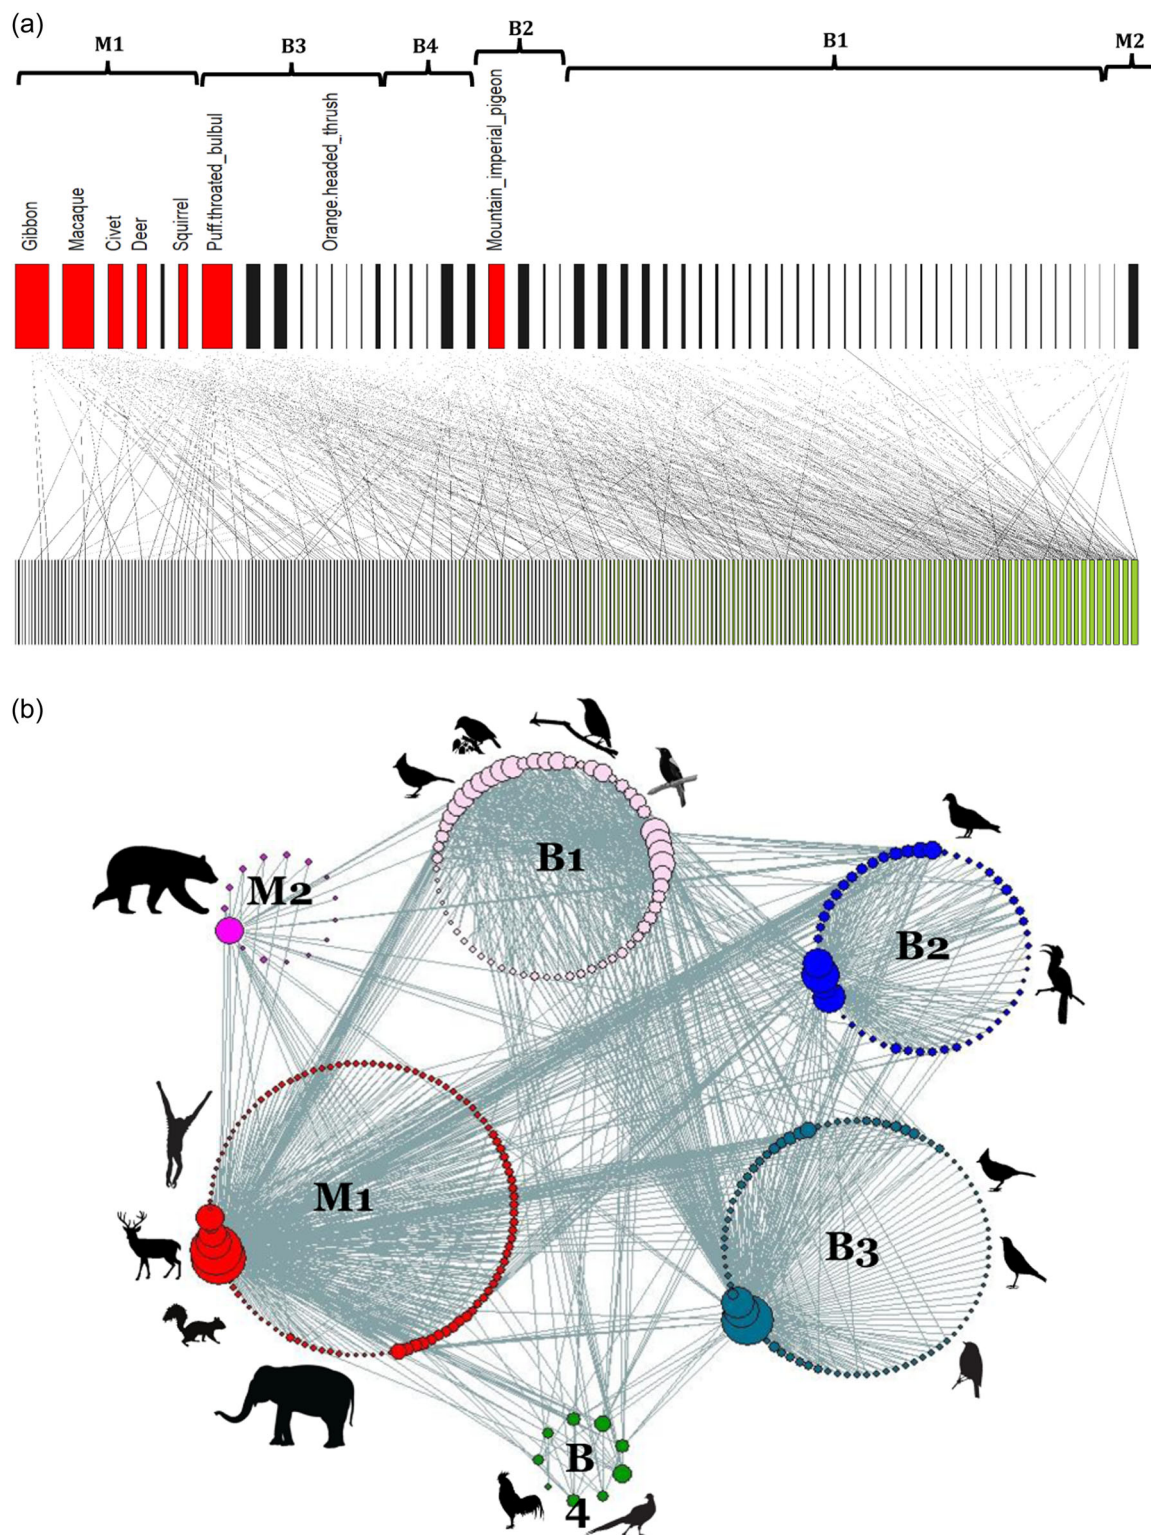 (a)
M1
B3
B4
B2
B1
M2
Gibbon
Macaque
Civet
Deer
Squirrel
Puff.throated_bulbul
Orange.headed_thrush
Mountain_imperial_pigeon
(b)
B1
M2
B2
M1
B3
B
4